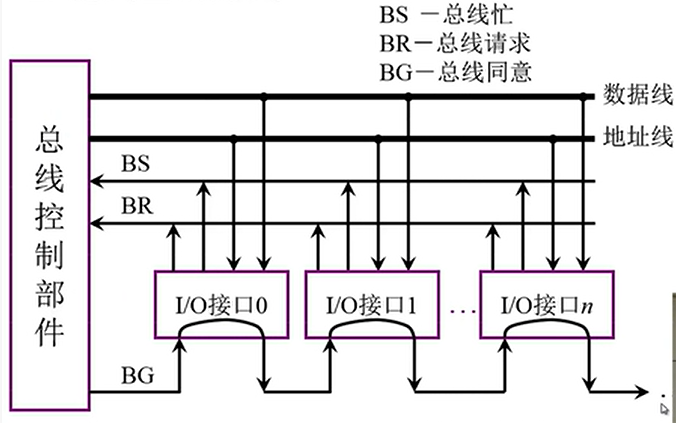 BS －总线忙
BR－总线请求
BG－总线同意
数据线
地址线
总线控制部件
BS
BR
I/O接口0
I/O接口1
…
I/O接口n
BG